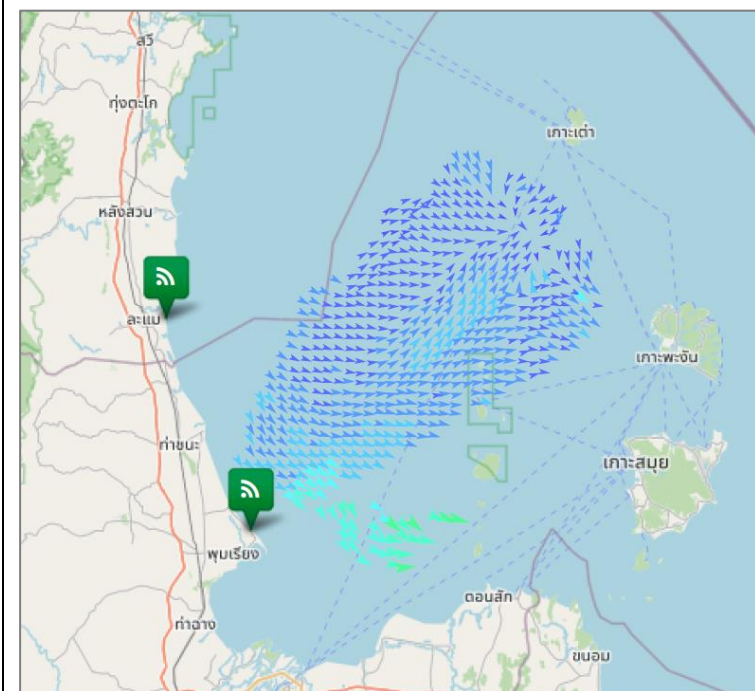 สวี
ทุ่งตะโก
เกาะเต่า
หลังสวน
ละแม
เกาะพะงัน
ท่าชนะ
เกาะสมุย
พุมเรียง
ดอนสัก
ท่าฉาง
ขนอม